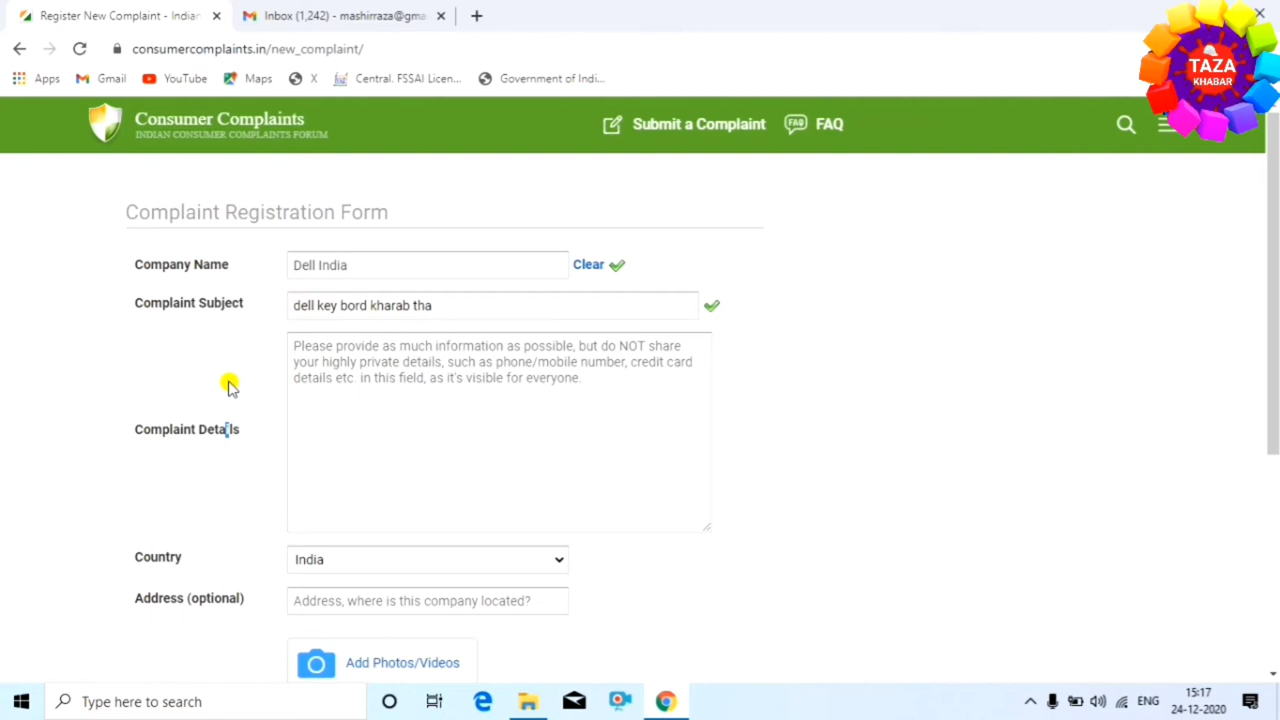 Register New Complaint - Indian
Inbox (1,242) - mashirraza@gma
consumercomplaints.in/new_complaint/
Apps
Gmail
YouTube
Maps
X
Central. FSSAI Licen...
Government of Indi...
TAZA
KHABAR
Consumer Complaints
INDIAN CONSUMER COMPLAINTS FORUM
Submit a Complaint
FAQ
FAQ
Complaint Registration Form
Company Name
Dell India
Clear
Complaint Subject
dell key bord kharab tha
Please provide as much information as possible, but do NOT share
your highly private details, such as phone/mobile number, credit card
details etc. in this field, as it's visible for everyone.
Complaint Details
Country
India
Address (optional)
Address, where is this company located?
Add Photos/Videos
Type here to search
ENG
15:17
24-12-2020